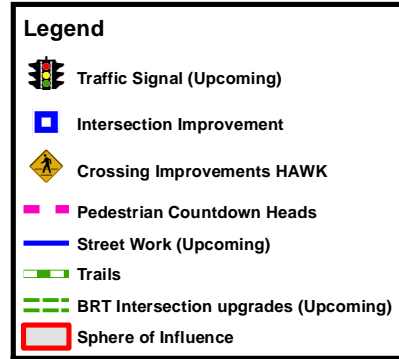 Legend
Traffic Signal (Upcoming)
Intersection Improvement
Crossing Improvements HAWK
Pedestrian Countdown Heads
Street Work (Upcoming)
Trails
BRT Intersection upgrades (Upcoming)
Sphere of Influence